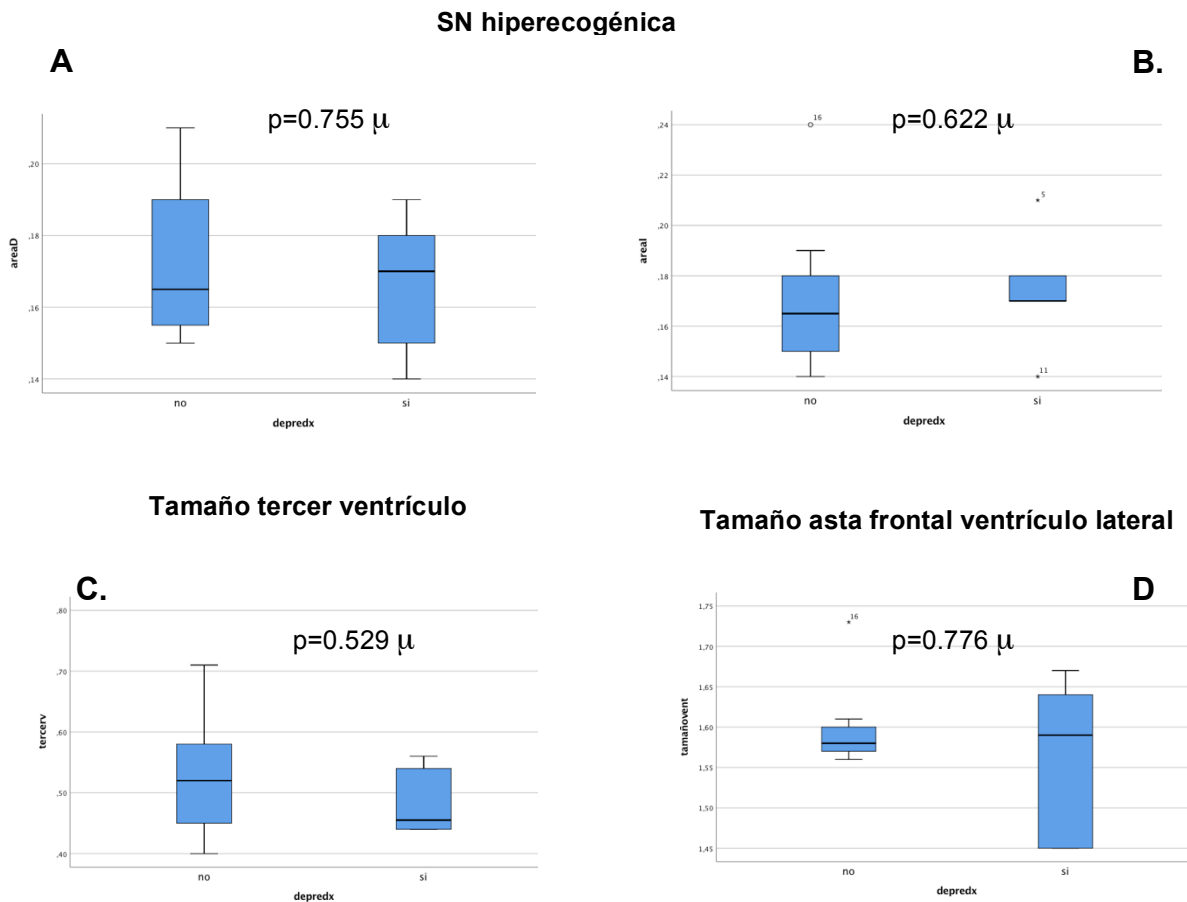 SN hiperecogénica
A
B.
p=0.755 μ
,20
,18
,16
,14
areaD
no
si
depredx
p=0.622 μ
,24
,22
,20
,18
,16
,14
areaI
16
5
11
no
si
depredx
Tamaño tercer ventrículo
Tamaño asta frontal ventrículo lateral
C.
D
p=0.529 μ
,80
,70
,60
,50
,40
tercerv
no
si
depredx
p=0.776 μ
1,75
1,70
1,65
1,60
1,55
1,50
1,45
tamañovent
16
no
si
depredx